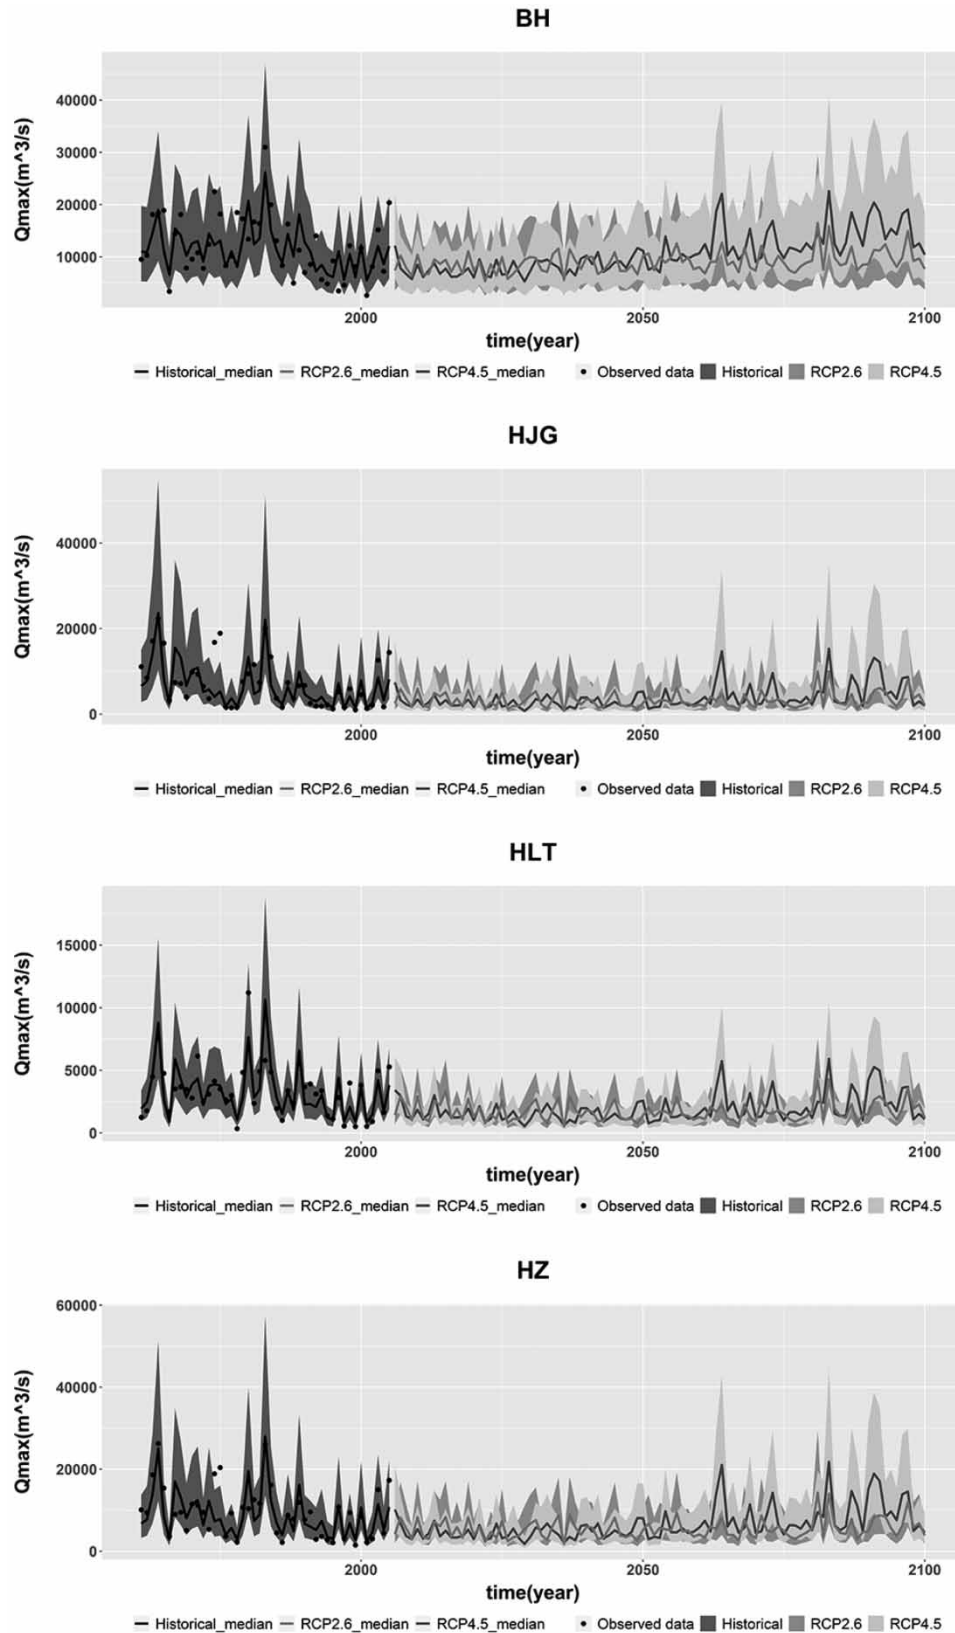 BH
Qmax(m^3/s)
40000
30000
20000
10000
2000 2050 2100
time(year)
Historical_median RCP2.6_median RCP4.5_median Observed data Historical RCP2.6 RCP4.5
HJG
Qmax(m^3/s)
40000
20000
0
2000 2050 2100
time(year)
Historical_median RCP2.6_median RCP4.5_median Observed data Historical RCP2.6 RCP4.5
HLT
Qmax(m^3/s)
15000
10000
5000
0
2000 2050 2100
time(year)
Historical_median RCP2.6_median RCP4.5_median Observed data Historical RCP2.6 RCP4.5
HZ
Qmax(m^3/s)
60000
40000
20000
0
2000 2050 2100
time(year)
Historical_median RCP2.6_median RCP4.5_median Observed data Historical RCP2.6 RCP4.5